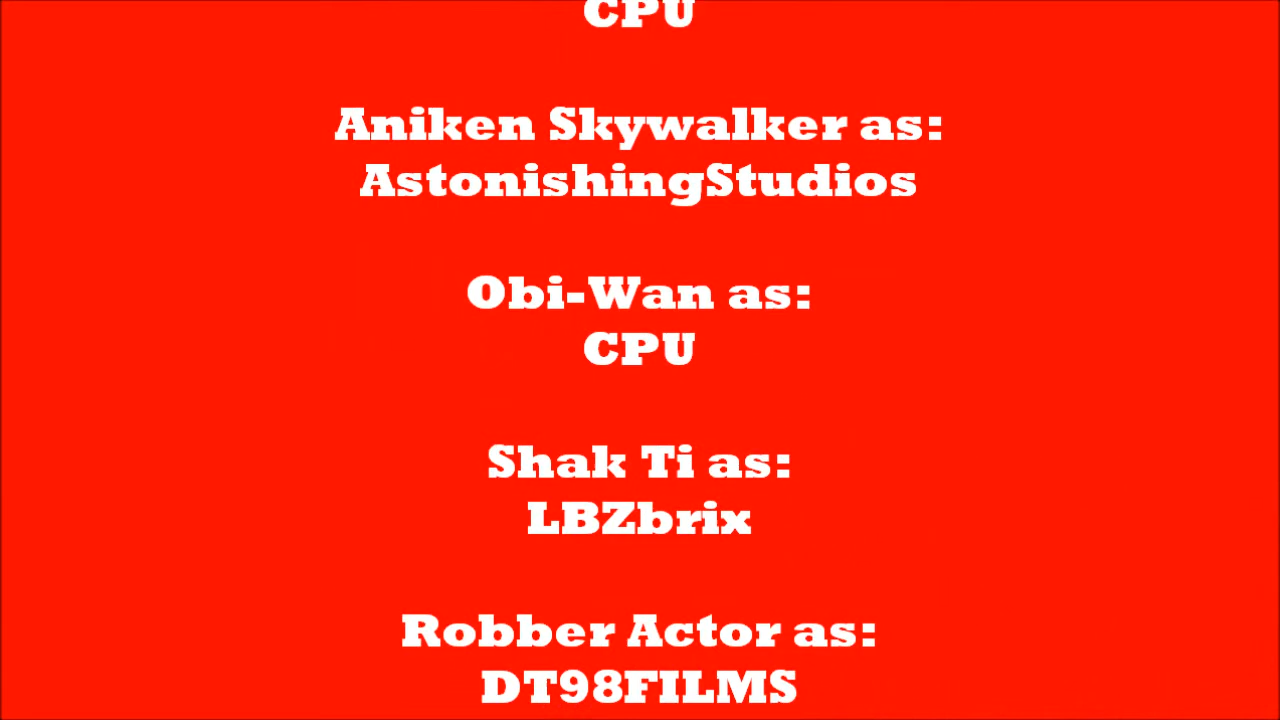 CPU
Aniken Skywalker as:
AstonishingStudios
Obi-Wan as:
CPU
Shak Ti as:
LBZbrix
Robber Actor as:
DT98FILMS